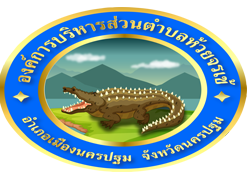 องค์การบริหารส่วนตำบลห้วยจรเข้
อำเภอเมืองนครปฐม จังหวัดนครปฐม